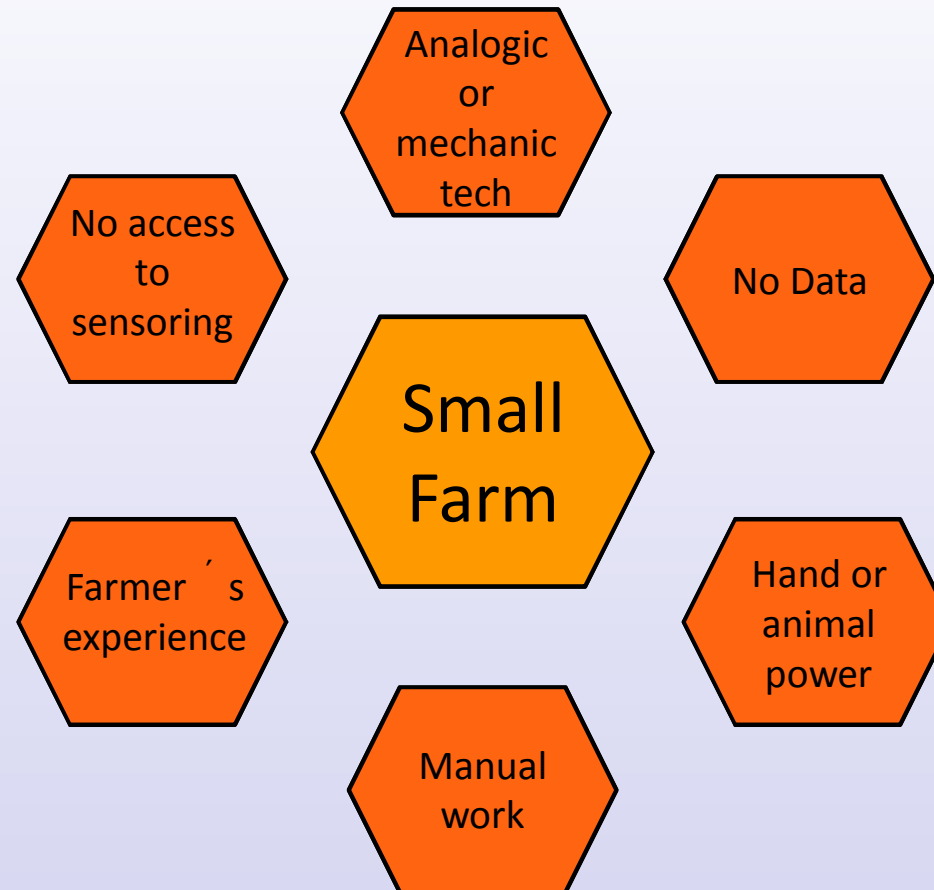 Analogic
or
mechanic
tech
No access
to
sensoring
No Data
Small
Farm
Farmer´s
experience
Hand or
animal
power
Manual
work